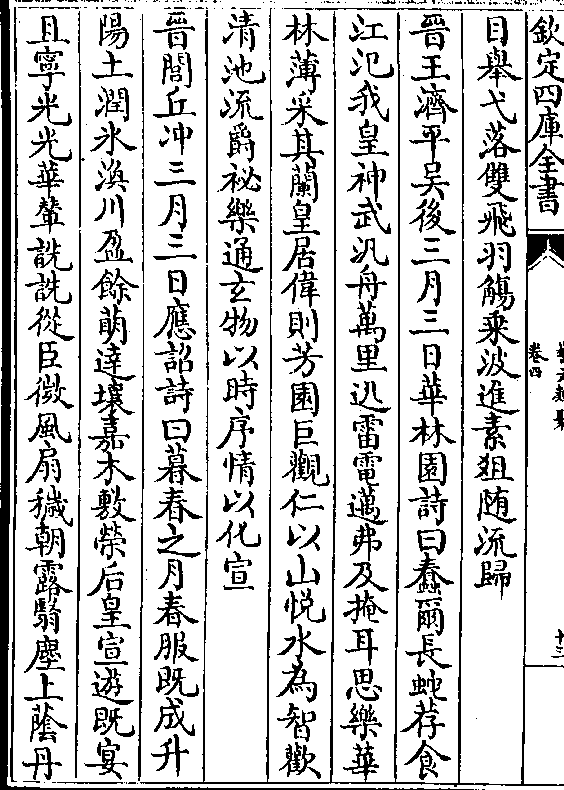 欽定四庫全書
卷四
十三
目舉弋落雙飛羽觴乗波進素爼随流歸
晉王濟平吴後三月三日華林園詩曰蠢爾長虵荐食
江汜我皇神武汎舟萬里迅雷電邁弗及掩耳思樂華
林薄采其蘭皇居偉則芳園巨觀仁以山悦水為智歡
清池流爵祕樂通玄物以時序情以化宣
晉閭丘冲三月三日應詔詩曰暮春之月春服既成升
陽土潤氷渙川盈餘萌達壤嘉木敷榮后皇宣遊既宴
且寧光光華輦詵詵從臣微風扇穢朝露翳塵上蔭丹